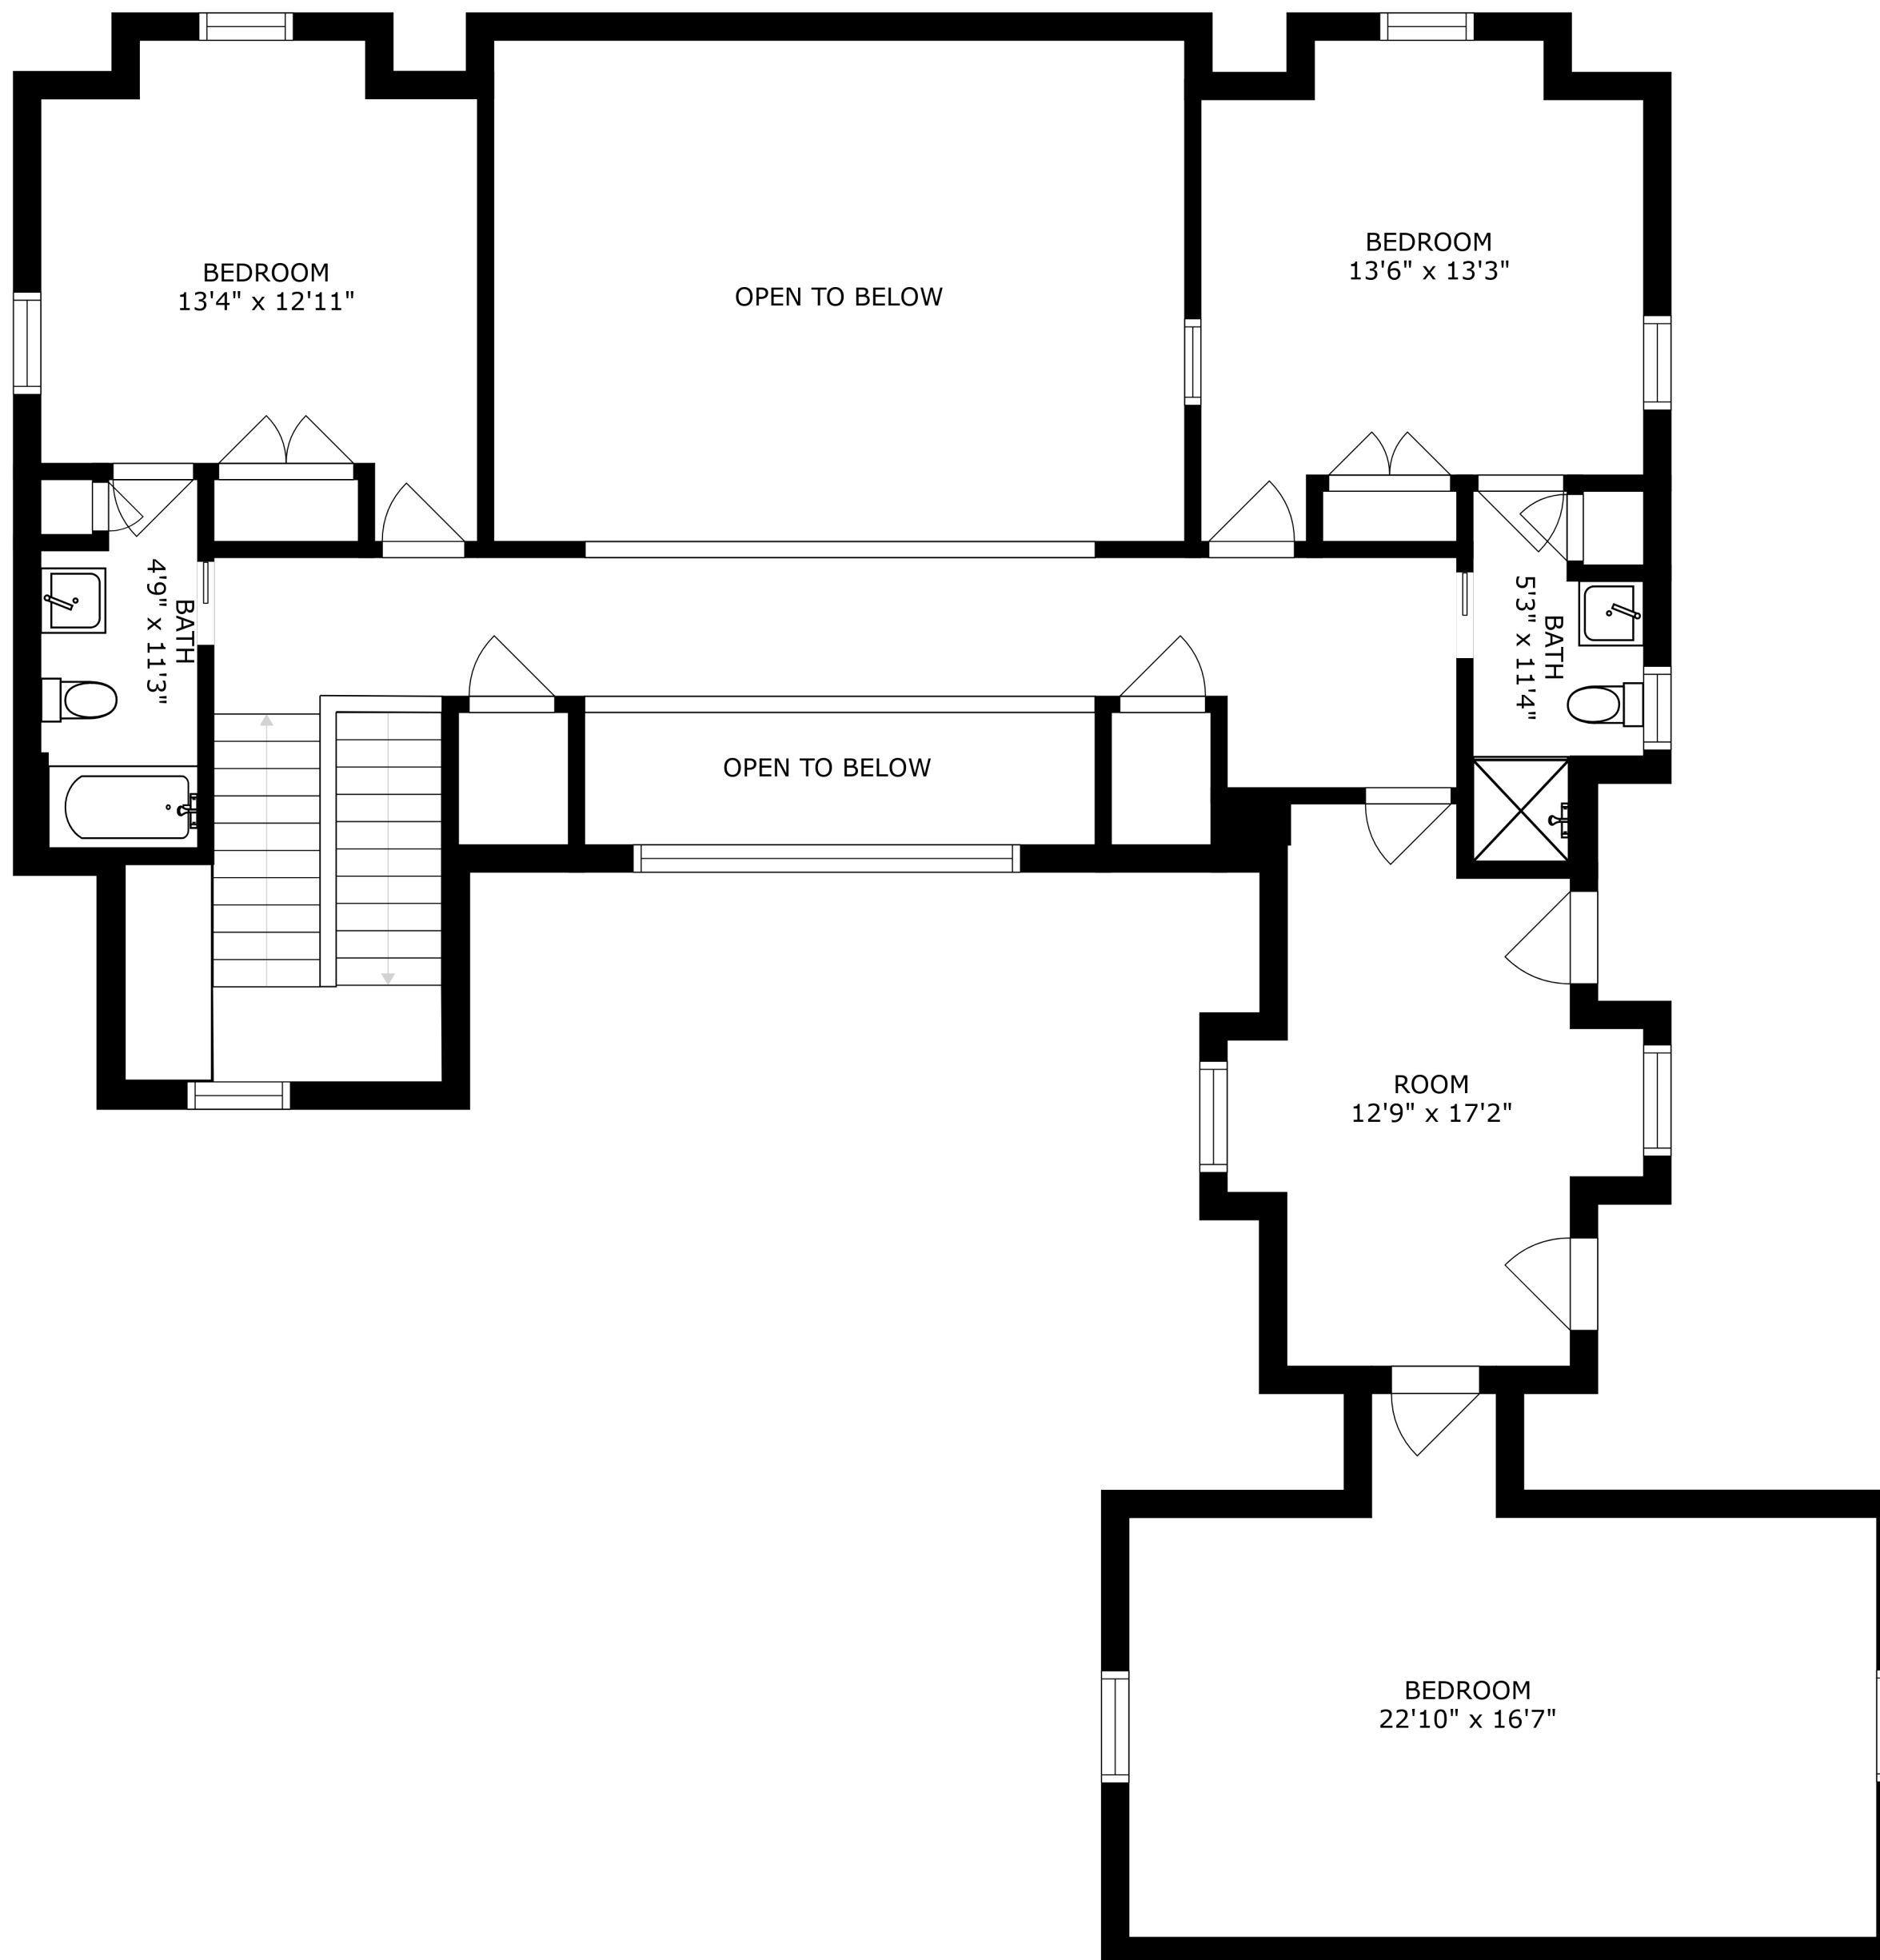 BEDROOM
13'4" x 12'11"
OPEN TO BELOW
BEDROOM
13'6" x 13'3"
BATH
4'9" x 11'3"
BATH
5'3" x 11'4"
OPEN TO BELOW
ROOM
12'9" x 17'2"
BEDROOM
22'10" x 16'7"